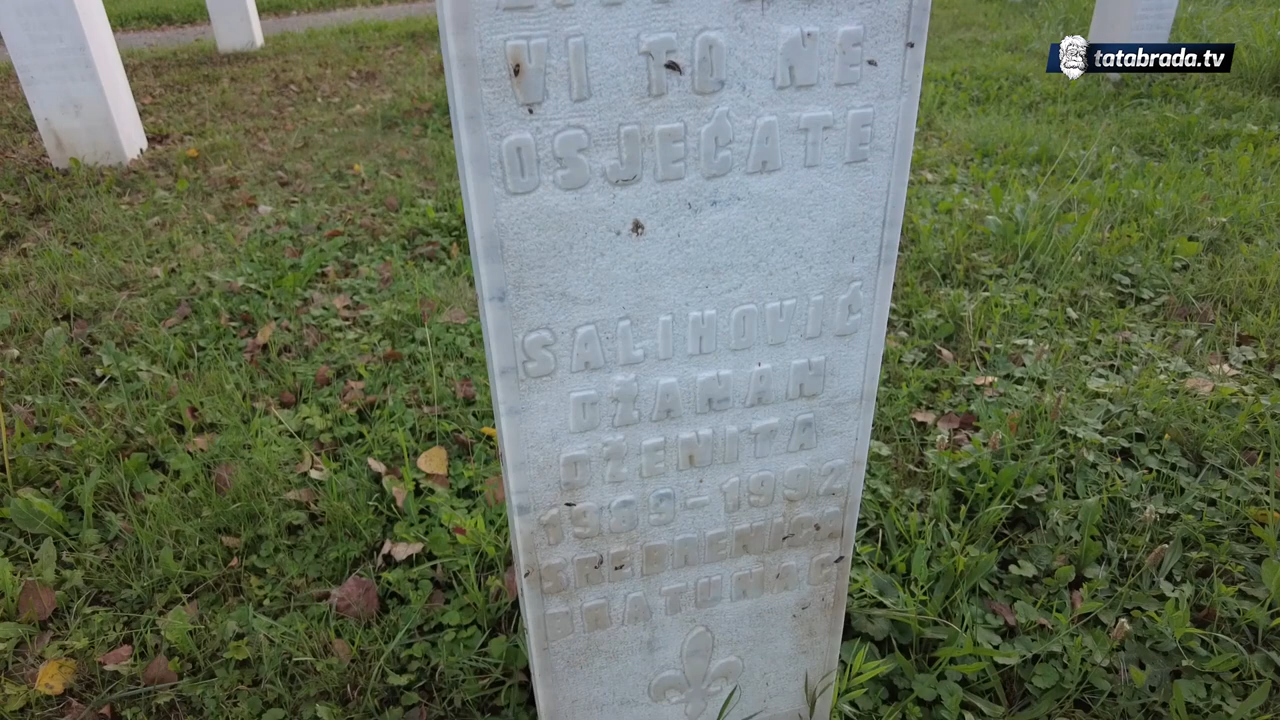 VI TO NE
OSJEĆATE
SALIHOVIĆ
DŽANAN
DŽENITA
1989-1992
SREBRENICA
BRATUNAC
tatabrada.tv